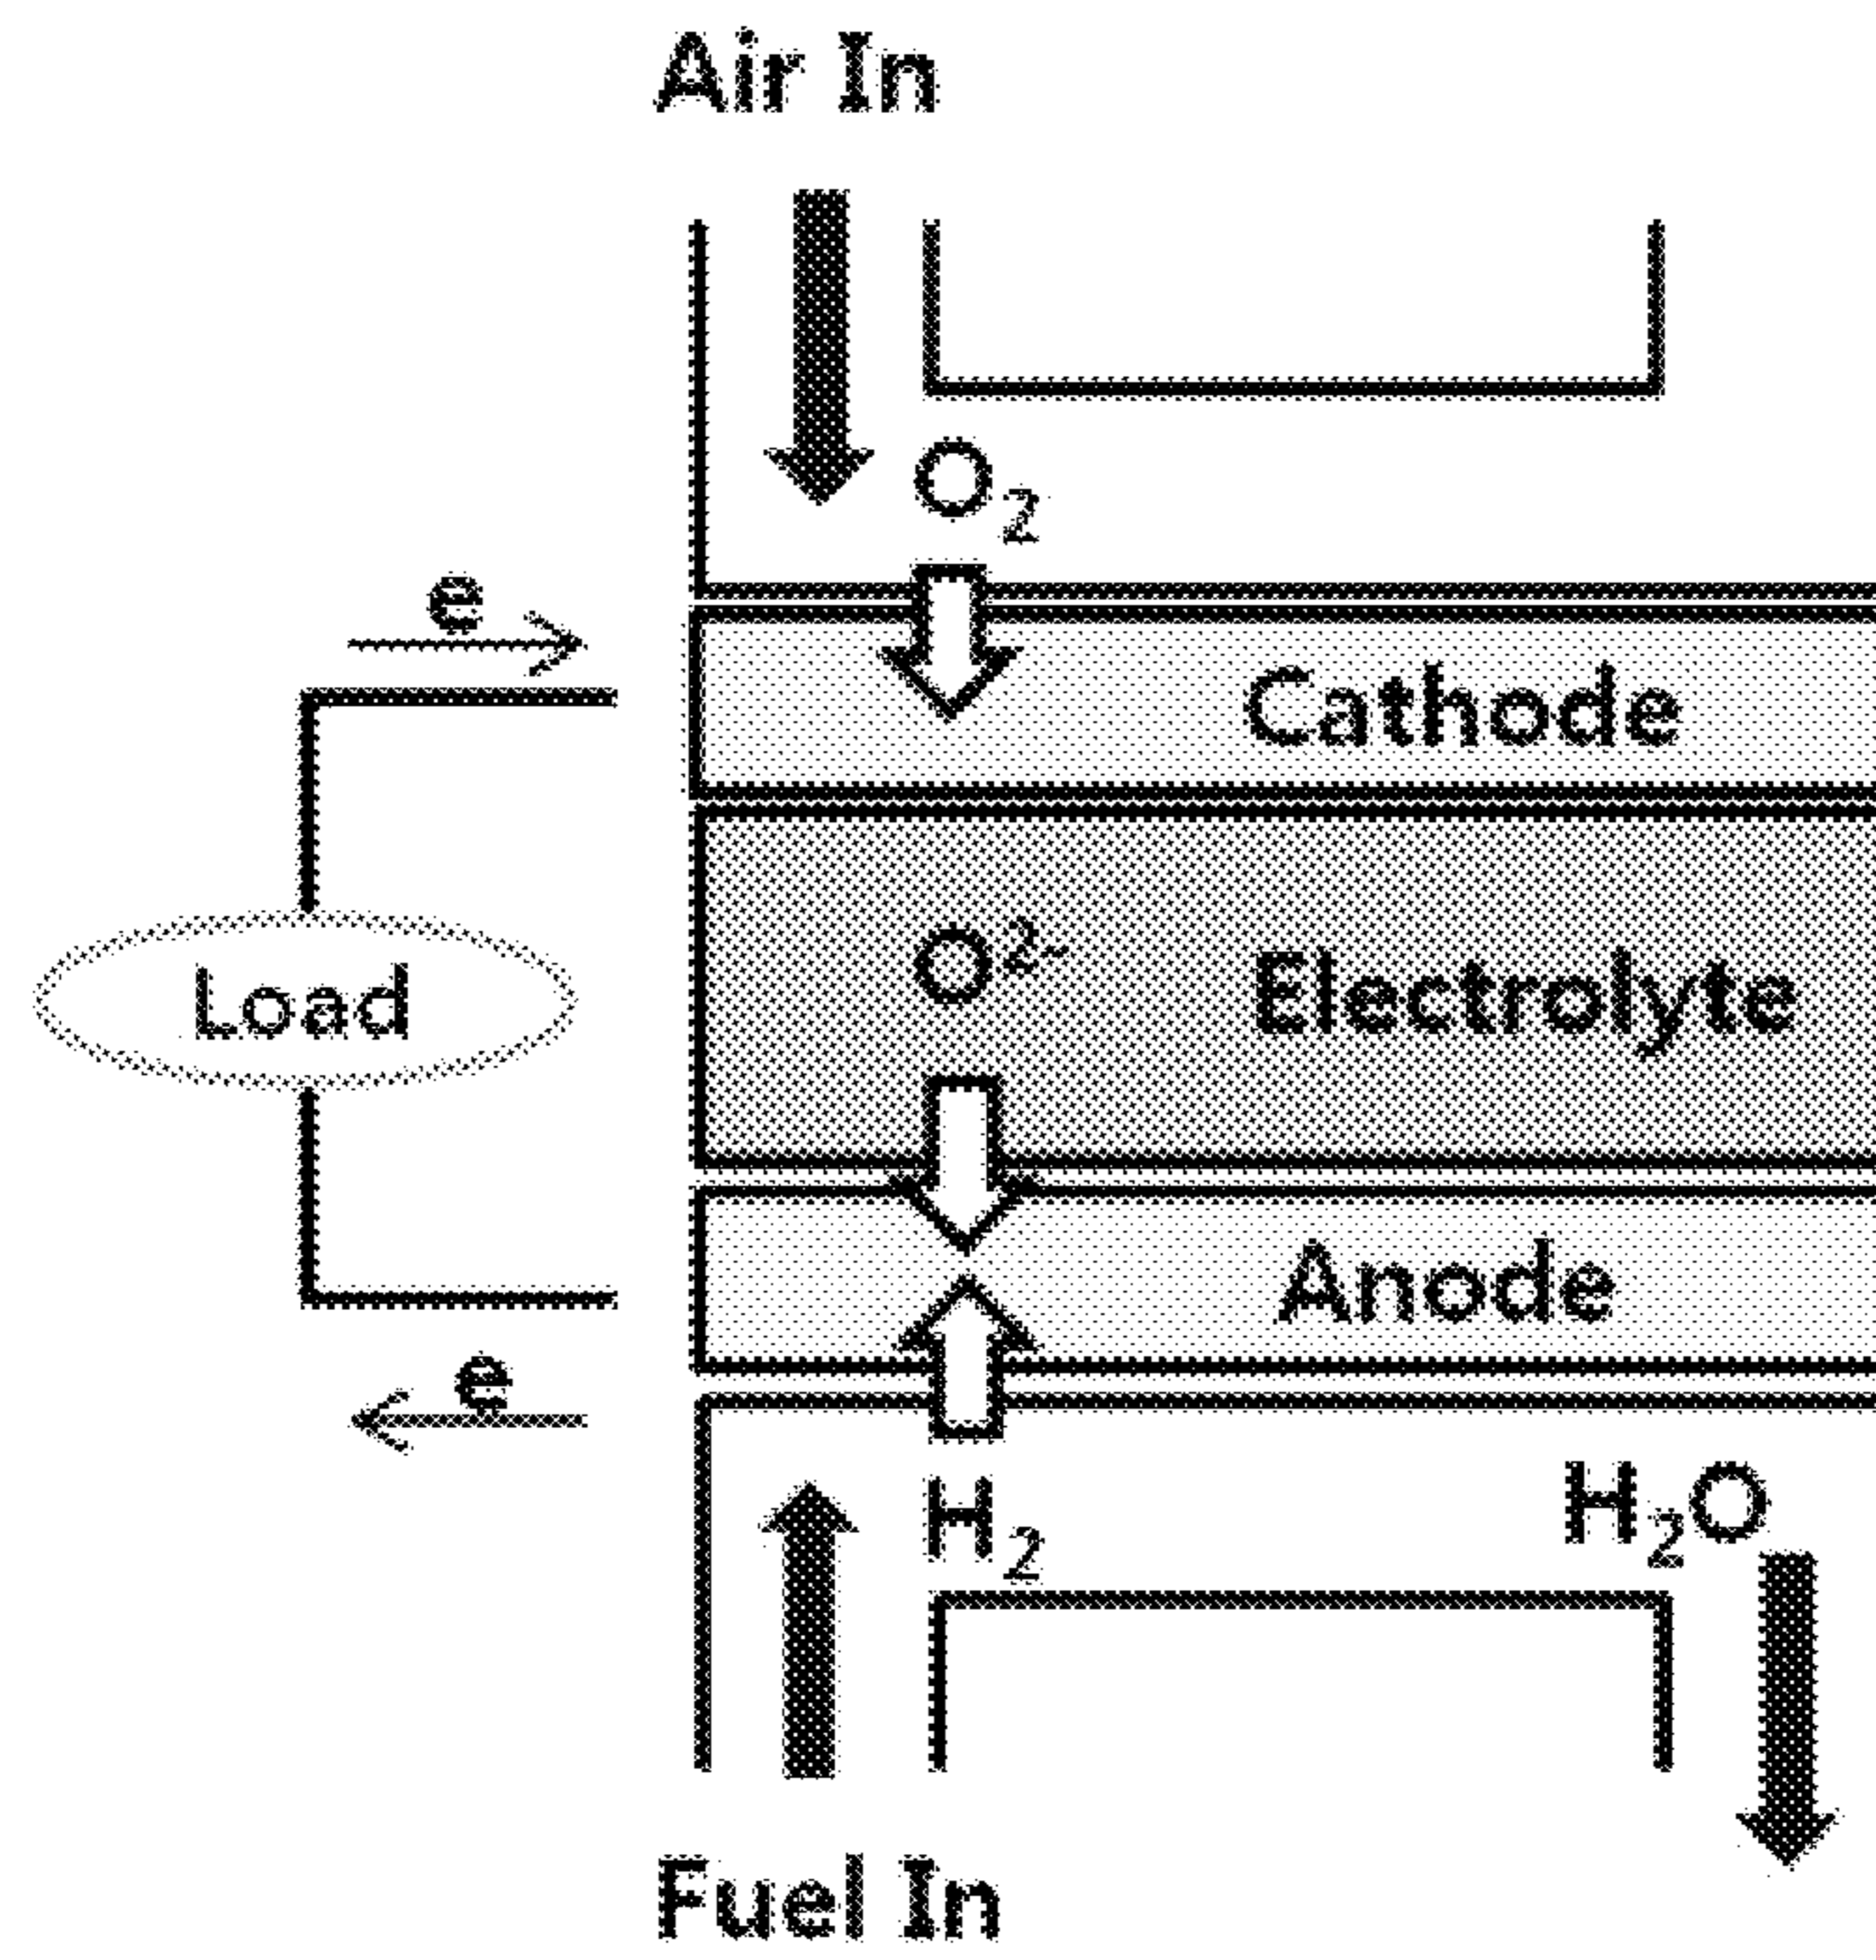 Air In
O₂
e
Cathode
O²⁻
Electrolyte
Load
Anode
e
H₂
H₂O
Fuel In